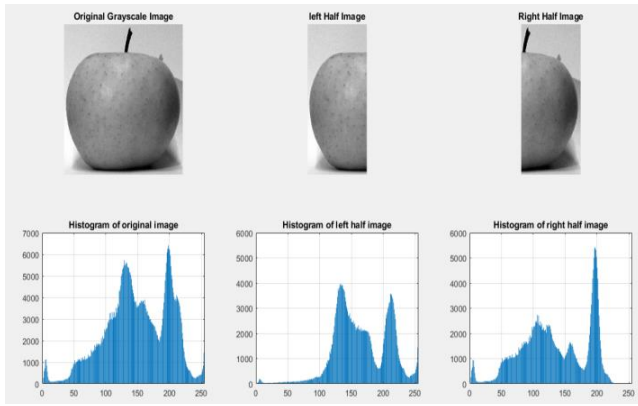 Original Grayscale Image
left Half Image
Right Half Image
Histogram of original image
7000
6000
5000
4000
3000
2000
1000
0
0 50 100 150 200 250
Histogram of left half image
6000
5000
4000
3000
2000
1000
0
0 50 100 150 200 250
Histogram of right half image
6000
5000
4000
3000
2000
1000
0
0 50 100 150 200 250